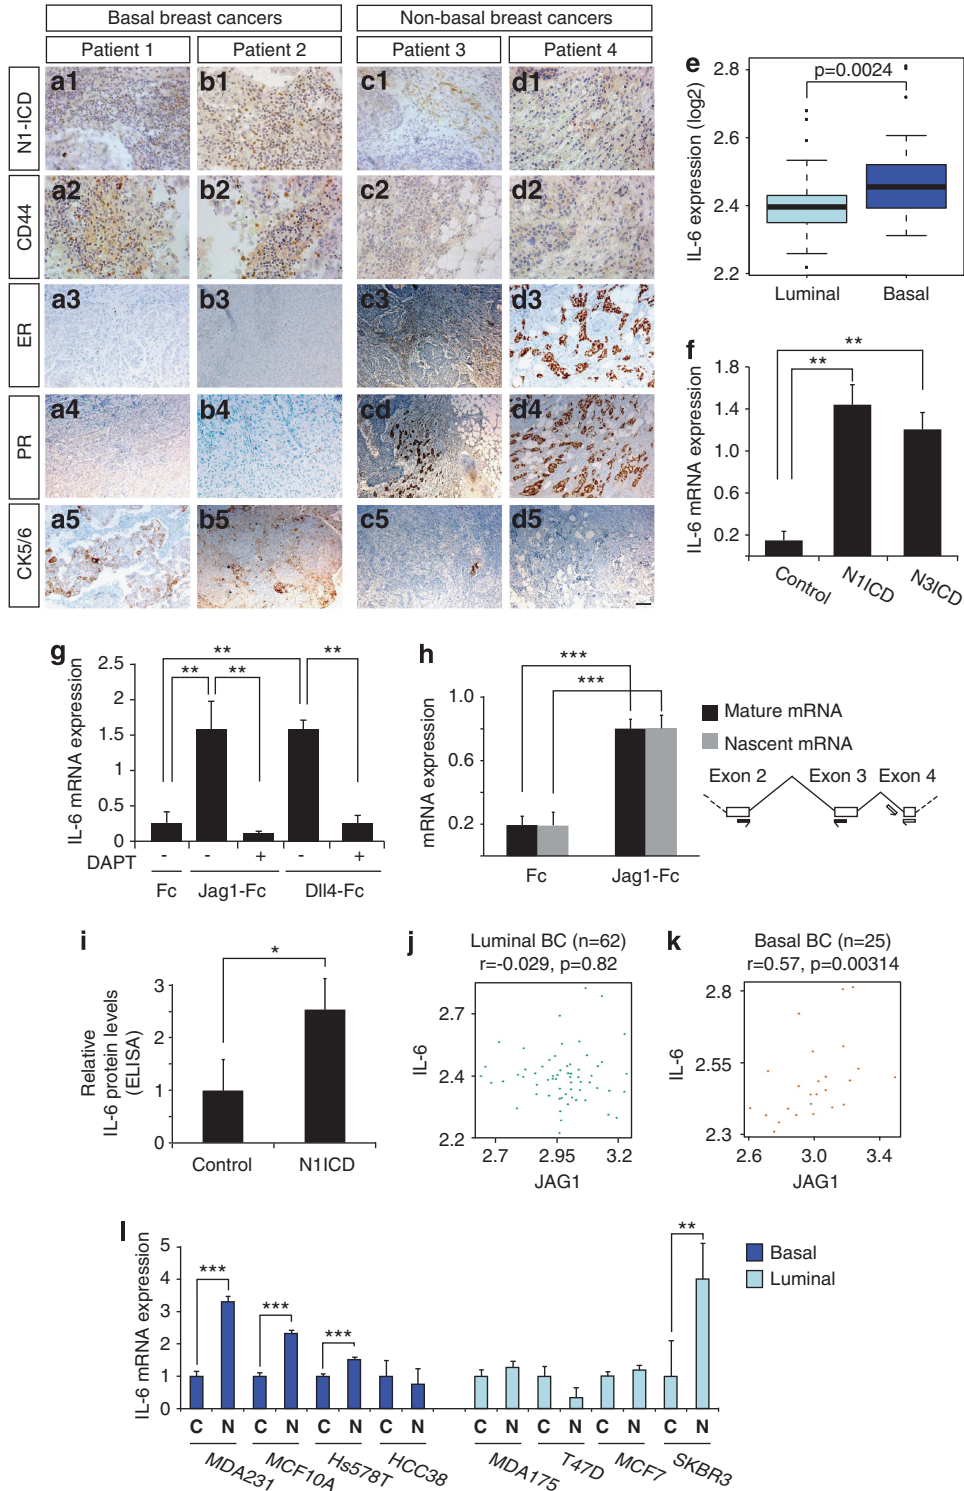 Basal breast cancers
Non-basal breast cancers
Patient 1
Patient 2
Patient 3
Patient 4
N1-ICD
a1
b1
c1
d1
CD44
a2
b2
c2
d2
ER
a3
b3
c3
d3
PR
a4
b4
cd
d4
CK5/6
a5
b5
c5
d5
e
IL-6 expression (log2)
2.8
2.6
2.4
2.2
p=0.0024
Luminal
Basal
f
IL-6 mRNA expression
1.8
1.4
1.0
0.6
0.2
**
**
Control
N1ICD
N3ICD
g
IL-6 mRNA expression
2.5
2
1.5
1
0.5
0
**
**
**
**
DAPT
-
-
+
-
+
Fc
Jag1-Fc
Dll4-Fc
h
mRNA expression
1.0
0.6
0.2
***
***
Fc
Jag1-Fc
Mature mRNA
Nascent mRNA
Exon 2
Exon 3
Exon 4
i
Relative
IL-6 protein levels
(ELISA)
3
2
1
0
*
Control
N1ICD
j
Luminal BC (n=62)
r=-0.029, p=0.82
IL-6
2.7
2.4
2.2
2.7
2.95
3.2
JAG1
k
Basal BC (n=25)
r=0.57, p=0.00314
IL-6
2.8
2.55
2.3
2.6
3.0
3.4
JAG1
l
IL-6 mRNA expression
5
4
3
2
1
0
***
***
***
**
Basal
Luminal
C N C N C N C N C N C N C N C N
MDA231
MCF10A
Hs578T
HCC38
MDA175
T47D
MCF7
SKBR3